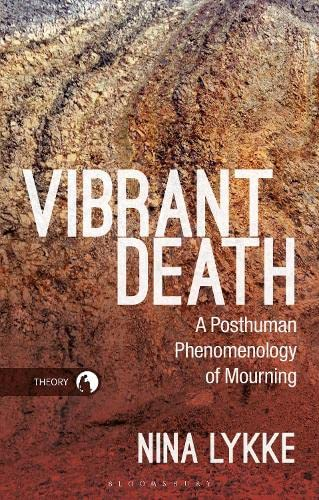 VIBRANT
DEATH
A Posthuman
Phenomenology
of Mourning
THEORY
NINA LYKKE
BLOOMSBURY